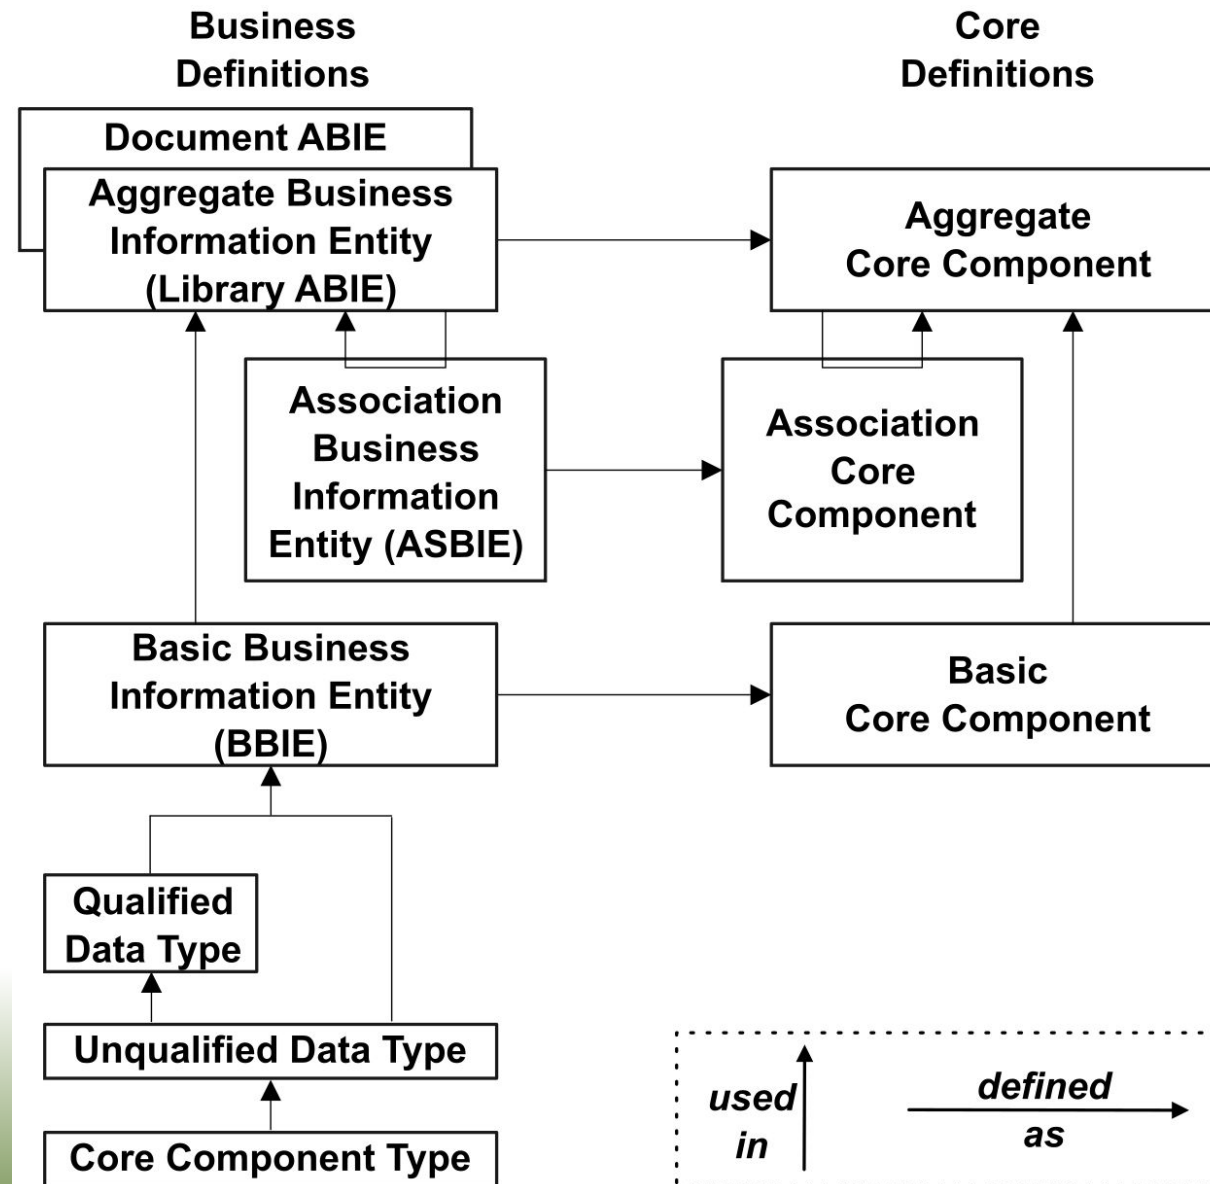 Business
Definitions
Core
Definitions
Document ABIE
Aggregate Business
Information Entity
(Library ABIE)
Aggregate
Core Component
Association
Business
Information
Entity (ASBIE)
Association
Core
Component
Basic Business
Information Entity
(BBIE)
Basic
Core Component
Qualified
Data Type
Unqualified Data Type
Core Component Type
used
in
defined
as